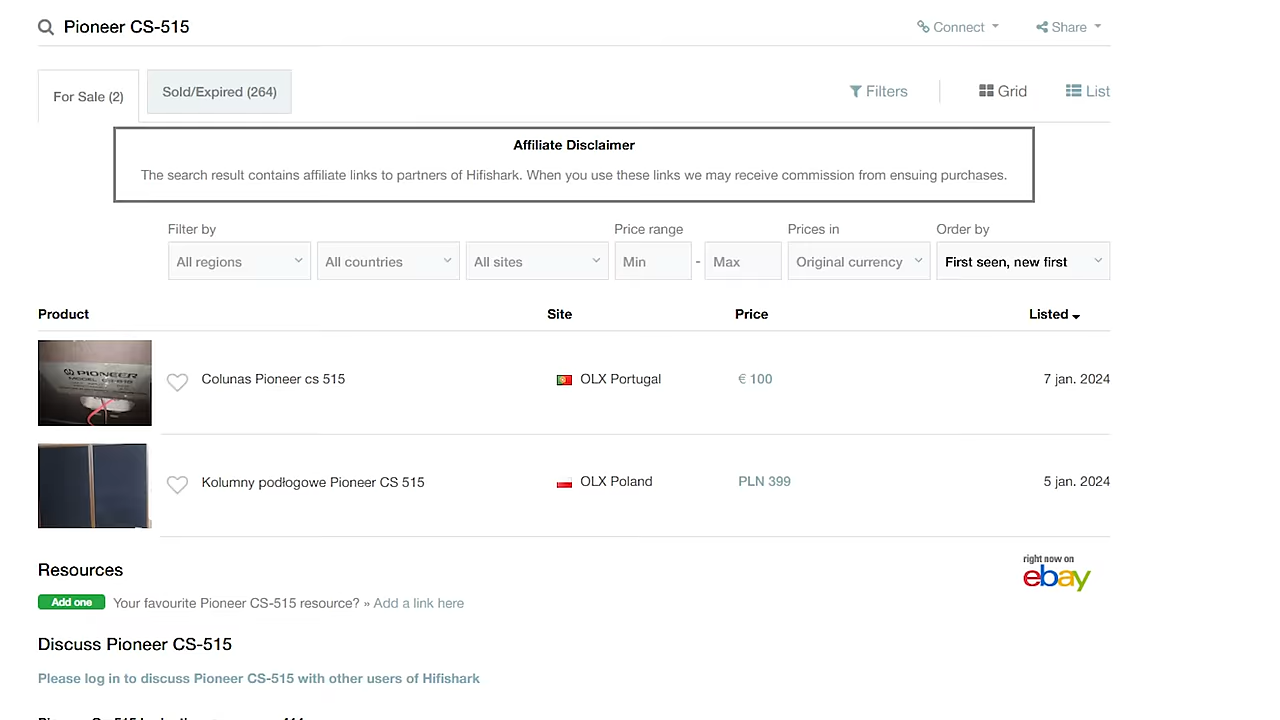 Pioneer CS-515
Connect
Share
For Sale (2)
Sold/Expired (264)
Filters
Grid
List
Affiliate Disclaimer
The search result contains affiliate links to partners of Hifishark. When you use these links we may receive commission from ensuing purchases.
Filter by
Price range
Prices in
Order by
All regions
All countries
All sites
Min
-
Max
Original currency
First seen, new first
Product
Site
Price
Listed
PIONEER
Colunas Pioneer cs 515
OLX Portugal
€ 100
7 jan. 2024
Kolumny podłogowe Pioneer CS 515
OLX Poland
PLN 399
5 jan. 2024
Resources
right now on
ebay
Add one
Your favourite Pioneer CS-515 resource? » Add a link here
Discuss Pioneer CS-515
Please log in to discuss Pioneer CS-515 with other users of Hifishark